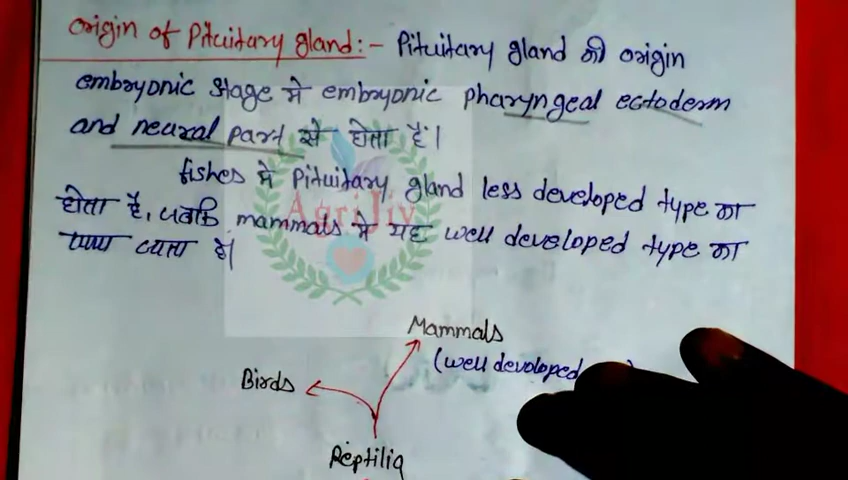 Origin of Pituitary gland:- Pituitary gland की origin
embryonic stage में embryonic pharyngeal ectoderm
and neural part से होता है।
fishes में Pituitary gland less developed type का
होता है, जबकि mammals में यह well developed type का
पाया जाता है।
AgriJiv
Mammals
(well developed
Birds
Reptilia